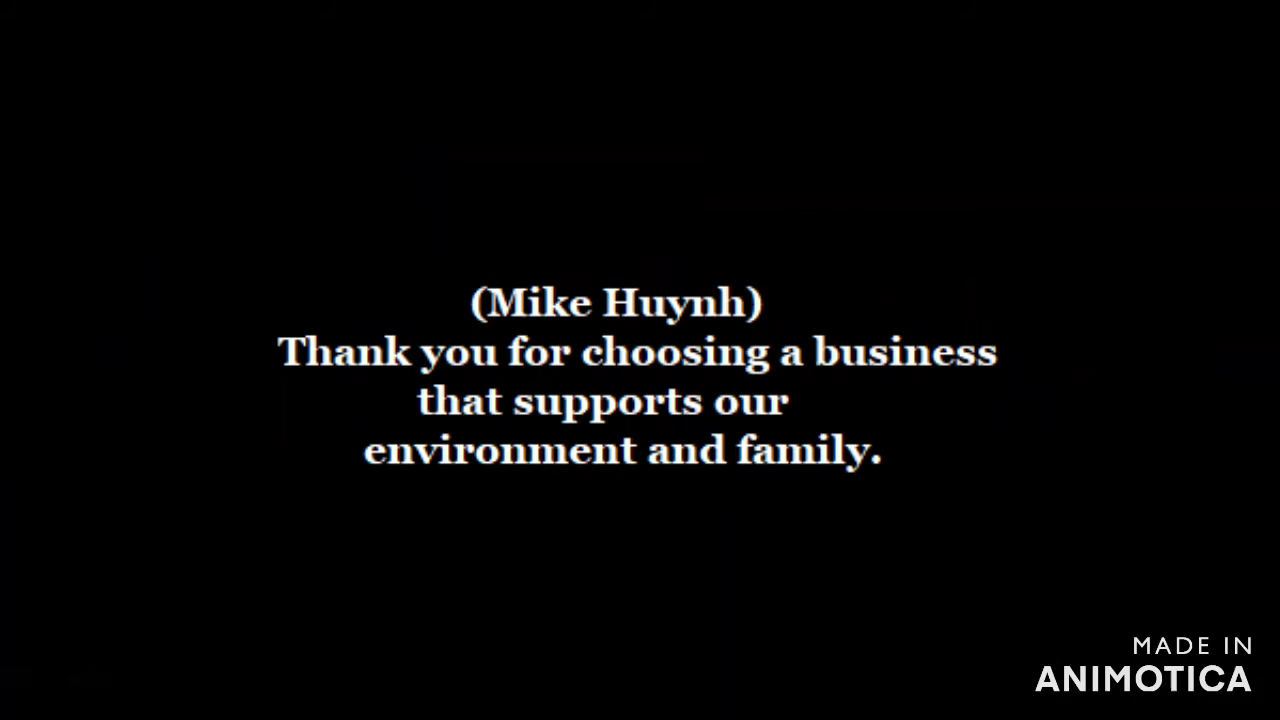 (Mike Huynh)
Thank you for choosing a business
that supports our
environment and family.
MADE IN
ANIMOTICA